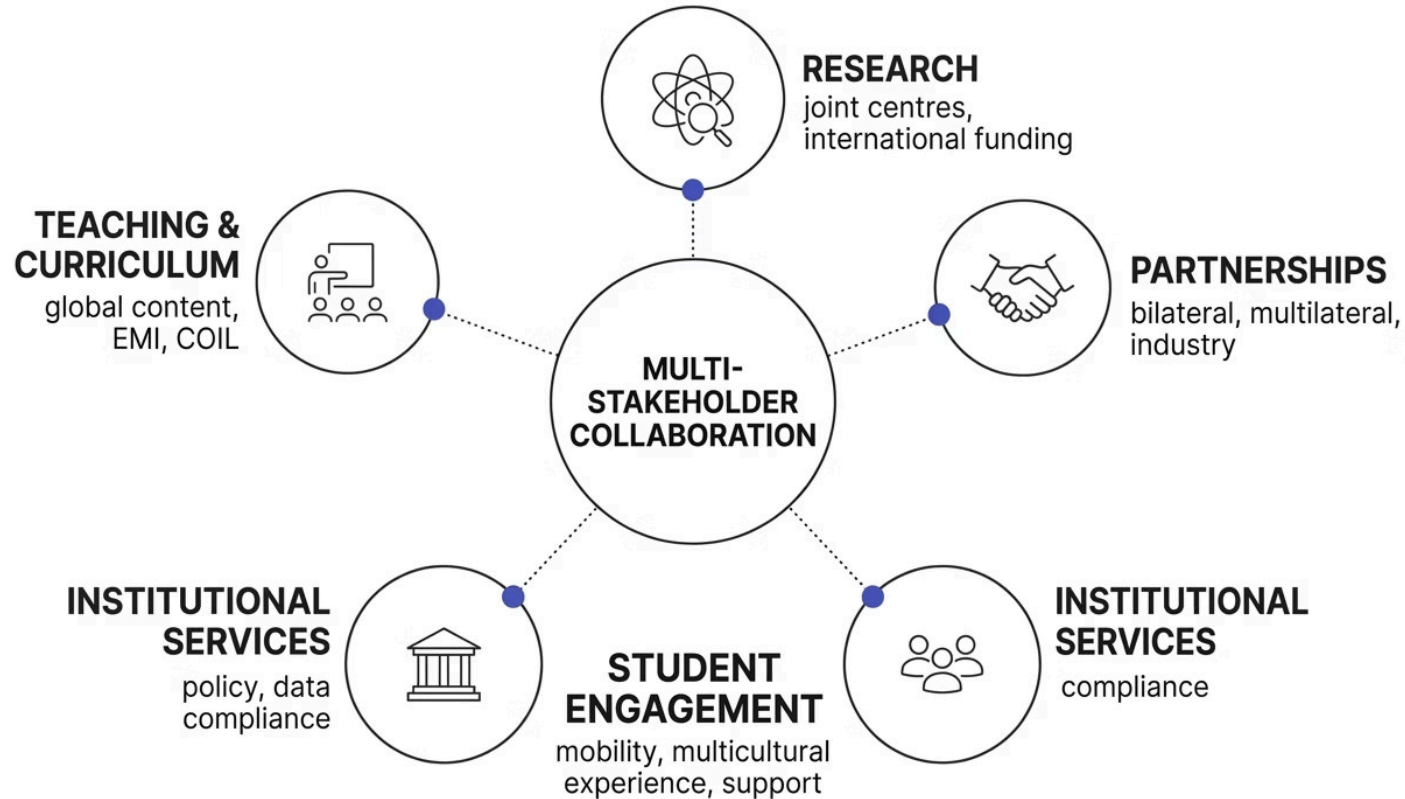 RESEARCH
joint centres,
international funding
TEACHING &
CURRICULUM
global content,
EMI, COIL
PARTNERSHIPS
bilateral, multilateral,
industry
MULTI-
STAKEHOLDER
COLLABORATION
INSTITUTIONAL
SERVICES
policy, data
compliance
STUDENT
ENGAGEMENT
mobility, multicultural
experience, support
INSTITUTIONAL
SERVICES
compliance